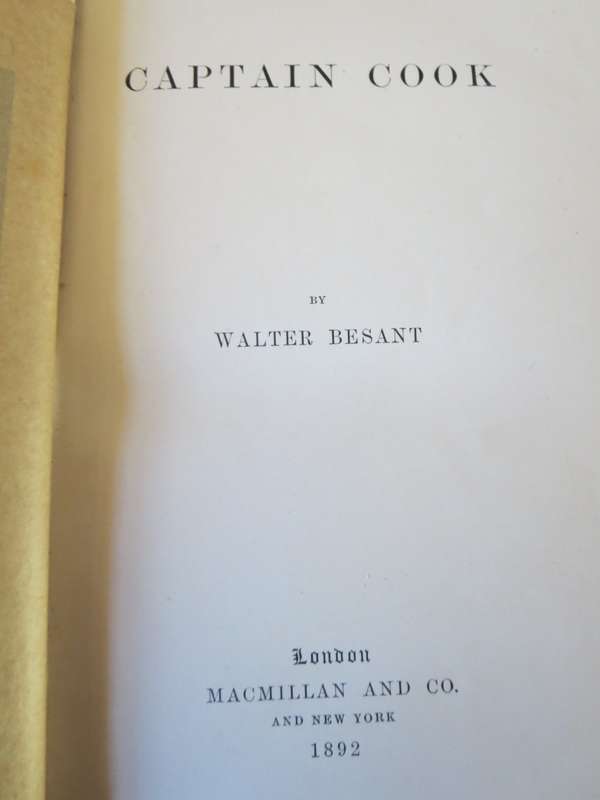 CAPTAIN COOK
BY
WALTER BESANT
London
MACMILLAN AND CO.
AND NEW YORK
1892